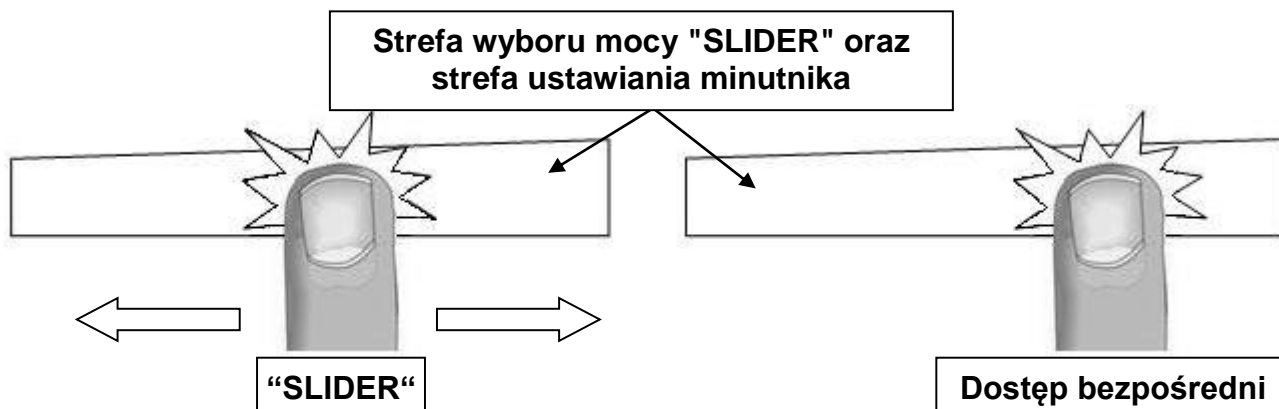 Strefa wyboru mocy "SLIDER" oraz
strefa ustawiania minutnika
“SLIDER“
Dostęp bezpośredni